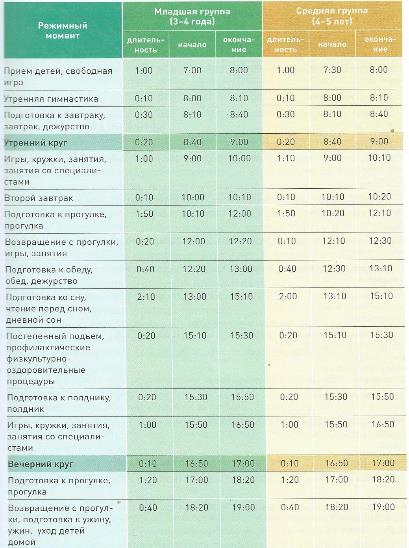 Режимный момент
Младшая группа (3–4 года)
Средняя группа (4–5 лет)
длитель-ность начало оконча-ние длитель-ность начало оконча-ние
Прием детей, свободная 1:00 7:00 8:00 1:00 7:30 8:00
игра
Утренняя гимнастика 0:10 8:00 8:10 0:10 8:00 8:10
Подготовка к завтраку, 0:30 8:10 8:40 0:30 8:10 8:40
завтрак, дежурство
Утренний круг 0:20 8:40 9:00 0:20 8:40 9:00
Игры, кружки, занятия, 1:00 9:00 10:00 1:10 9:00 10:10
занятия со специали-
стами
Второй завтрак 0:10 10:00 10:10 0:10 10:10 10:20
Подготовка к прогулке, 1:50 10:10 12:00 1:50 10:20 12:10
прогулка
Возвращение с прогулки, 0:20 12:00 12:20 0:10 12:10 12:30
игры, занятия
Подготовка к обеду, 0:40 12:20 13:00 0:40 12:30 13:10
обед, дежурство
Подготовка ко сну, 2:10 13:00 15:10 2:00 13:10 15:10
чтение перед сном,
дневной сон
Постепенный подъем, 0:20 15:10 15:30 0:20 15:10 15:30
профилактические
физкультурно-
оздоровительные
процедуры
Подготовка к полднику, 0:20 15:30 15:50 0:20 15:30 15:50
полдник
Игры, кружки, занятия, 1:00 15:50 16:50 1:00 15:50 16:50
занятия со специали-
стами
Вечерний круг 0:10 16:50 17:00 0:10 16:50 17:00
Подготовка к прогулке, 1:20 17:00 18:20 1:20 17:00 18:20
прогулка
Возвращение с прогул- 0:40 18:20 19:00 0:40 18:20 19:00
ки, подготовка к ужину,
ужин, уход детей
домой